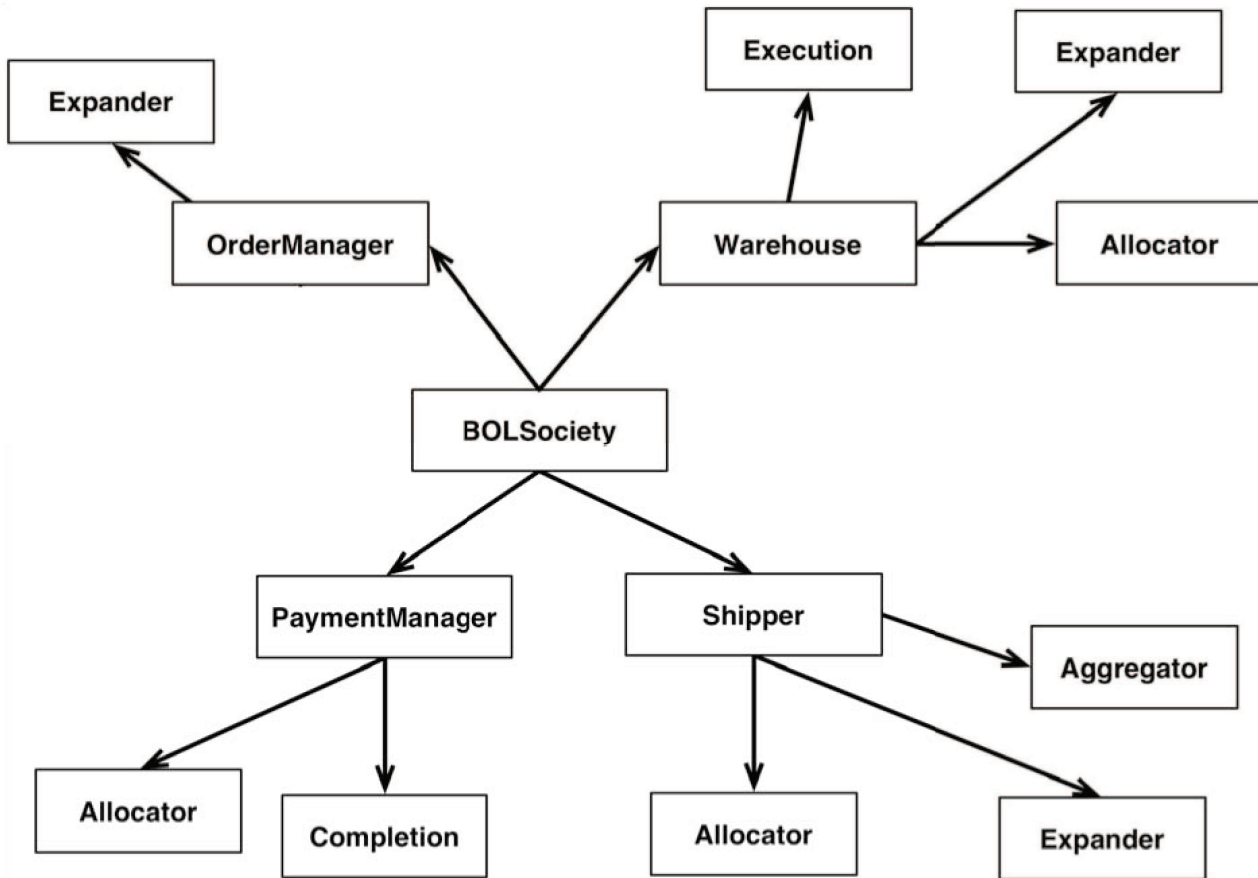 Execution
Expander
Expander
OrderManager
Warehouse
Allocator
BOLSociety
PaymentManager
Shipper
Aggregator
Allocator
Completion
Allocator
Expander